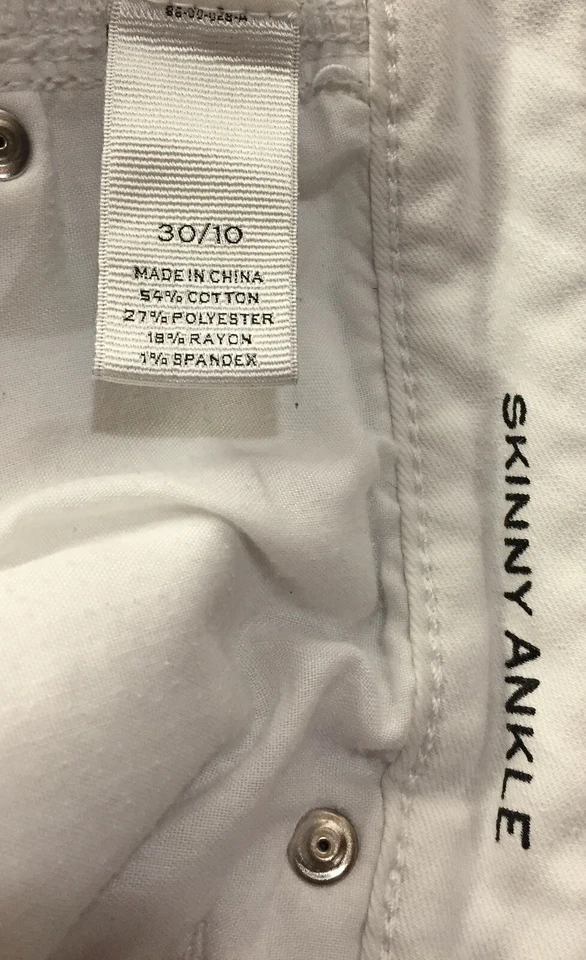 30/10
MADE IN CHINA
54% COTTON
27% POLYESTER
18% RAYON
1% SPANDEX
SKINNY ANKLE